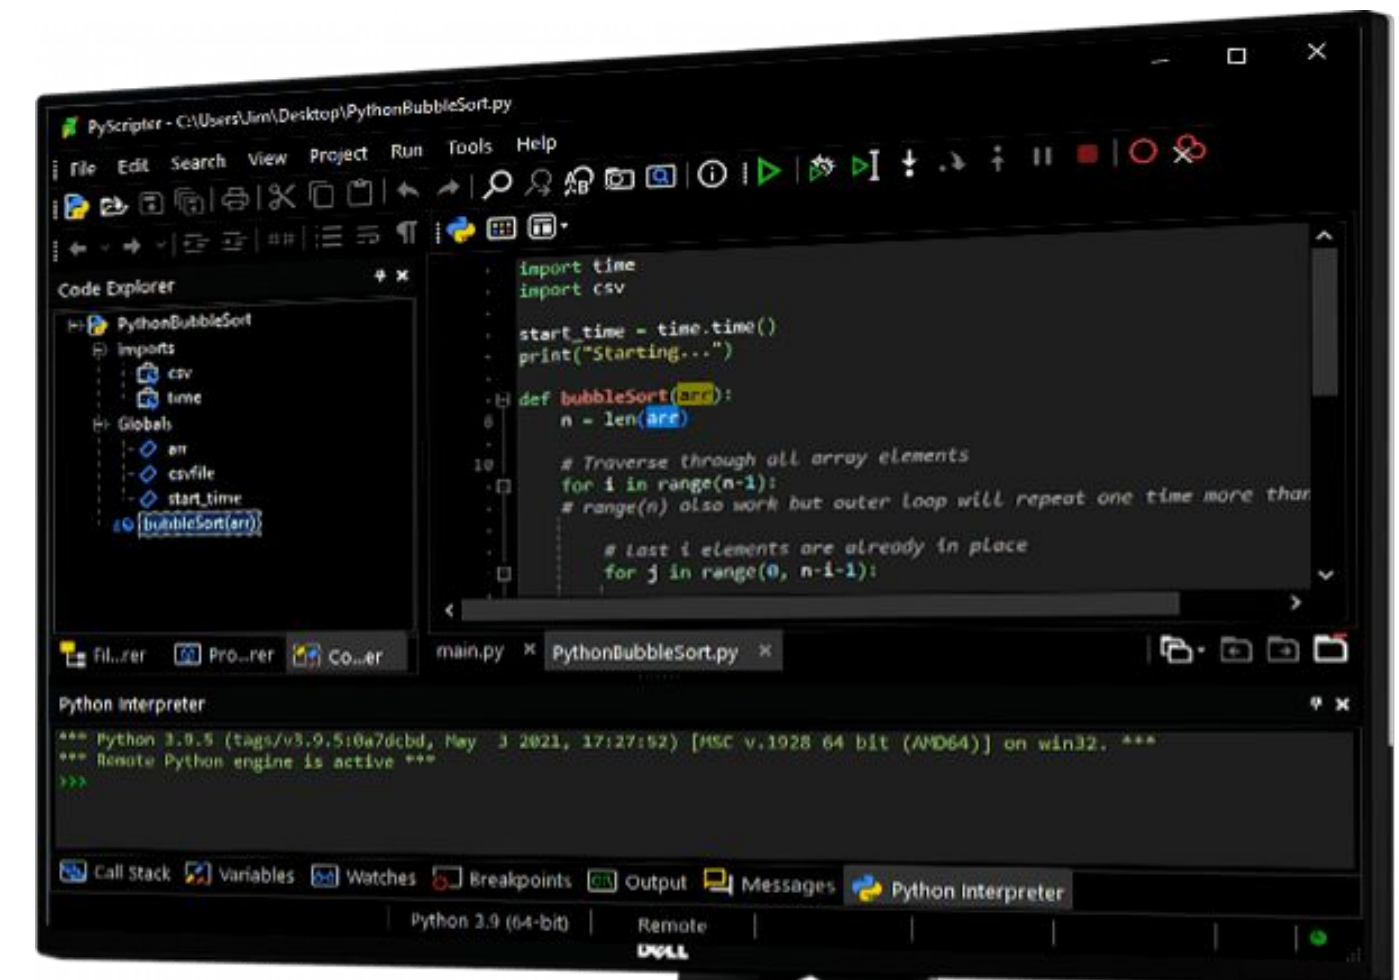 PyScripter - C:\Users\Jim\Desktop\PythonBubbleSort.py
File Edit Search View Project Run Tools Help
Code Explorer
PythonBubbleSort
Imports
csv
time
Globals
arr
csvfile
start_time
bubbleSort(arr)
Fil...rer Pro...rer Co...er
import time
import csv
start_time = time.time()
print("Starting...")
def bubbleSort(arr):
8 n = len(arr)
10 # Traverse through all array elements
for i in range(n-1):
# range(n) also work but outer loop will repeat one time more than
# Last i elements are already in place
for j in range(0, n-i-1):
main.py PythonBubbleSort.py
Python Interpreter
*** Python 3.9.5 (tags/v3.9.5:0a7dcbd, May 3 2021, 17:27:52) [MSC v.1928 64 bit (AMD64)] on win32. ***
*** Remote Python engine is active ***
>>>
Call Stack Variables Watches Breakpoints Output Messages Python Interpreter
Python 3.9 (64-bit) Remote
DELL